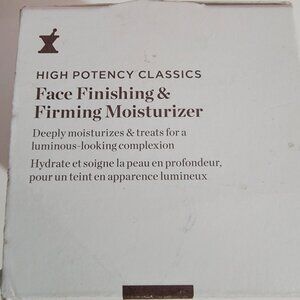 HIGH POTENCY CLASSICS
Face Finishing &
Firming Moisturizer
Deeply moisturizes & treats for a
luminous-looking complexion
Hydrate et soigne la peau en profondeur,
pour un teint en apparence lumineux